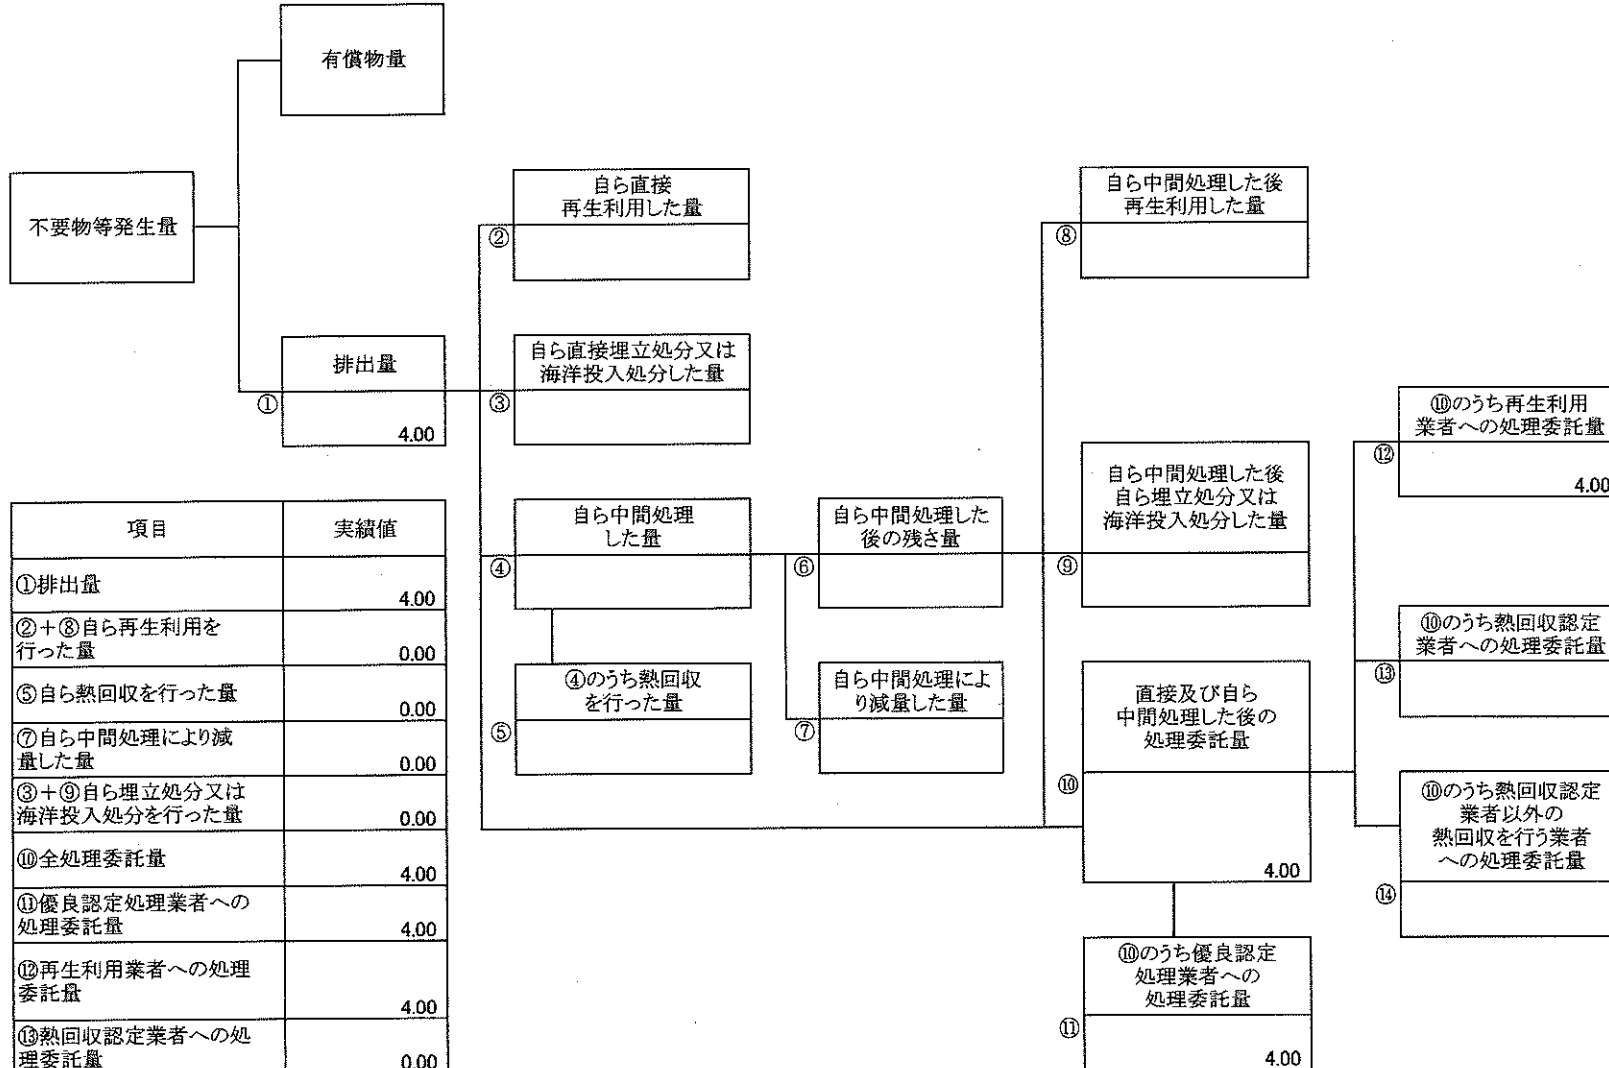 有償物量
不要物等発生量
排出量
①
4.00
自ら直接
再生利用した量
②
自ら直接埋立処分又は
海洋投入処分した量
③
自ら中間処理
した量
④
④のうち熱回収
を行った量
⑤
自ら中間処理した
後の残さ量
⑥
自ら中間処理によ
り減量した量
⑦
自ら中間処理した後
再生利用した量
⑧
自ら中間処理した後
自ら埋立処分又は
海洋投入処分した量
⑨
直接及び自ら
中間処理した後の
処理委託量
⑩
4.00
⑩のうち優良認定
処理業者への
処理委託量
⑪
4.00
⑩のうち再生利用
業者への処理委託量
⑫
4.00
⑩のうち熱回収認定
業者への処理委託量
⑬
⑩のうち熱回収認定
業者以外の
熱回収を行う業者
への処理委託量
⑭
項目 実績値
①排出量 4.00
②+⑧自ら再生利用を
行った量 0.00
⑤自ら熱回収を行った量 0.00
⑦自ら中間処理により減
量した量 0.00
③+⑨自ら埋立処分又は
海洋投入処分を行った量 0.00
⑩全処理委託量 4.00
⑪優良認定処理業者への
処理委託量 4.00
⑫再生利用業者への処理
委託量 4.00
⑬熱回収認定業者への処
理委託量 0.00